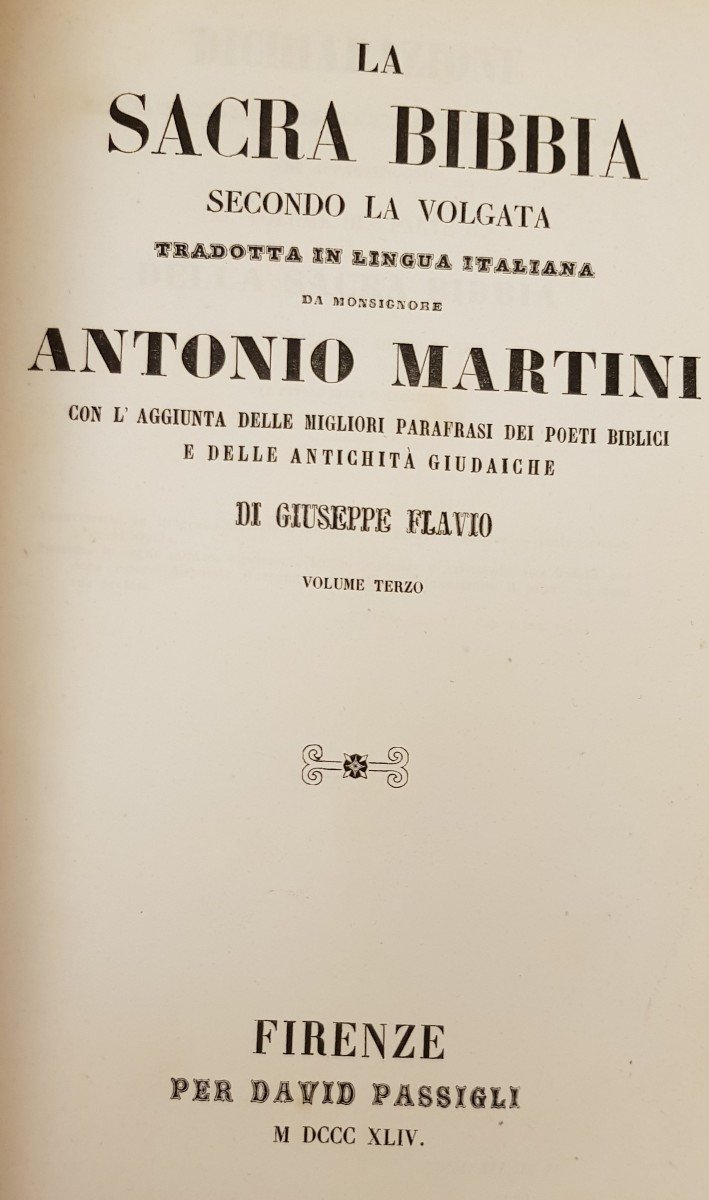 LA
SACRA BIBBIA
SECONDO LA VOLGATA
TRADOTTA IN LINGUA ITALIANA
DA MONSIGNORE
ANTONIO MARTINI
CON L' AGGIUNTA DELLE MIGLIORI PARAFRASI DEI POETI BIBLICI
E DELLE ANTICHITÀ GIUDAICHE
DI GIUSEPPE FLAVIO
VOLUME TERZO
FIRENZE
PER DAVID PASSIGLI
M DCCC XLIV.